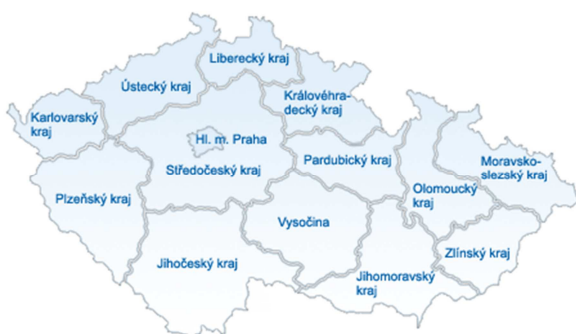 Liberecký kraj
Ústecký kraj
Královéhra-
decký kraj
Karlovarský
kraj
Hl. m. Praha
Pardubický kraj
Moravsko-
slezský kraj
Středočeský kraj
Plzeňský kraj
Olomoucký
kraj
Vysočina
Zlínský kraj
Jihočeský kraj
Jihomoravský
kraj